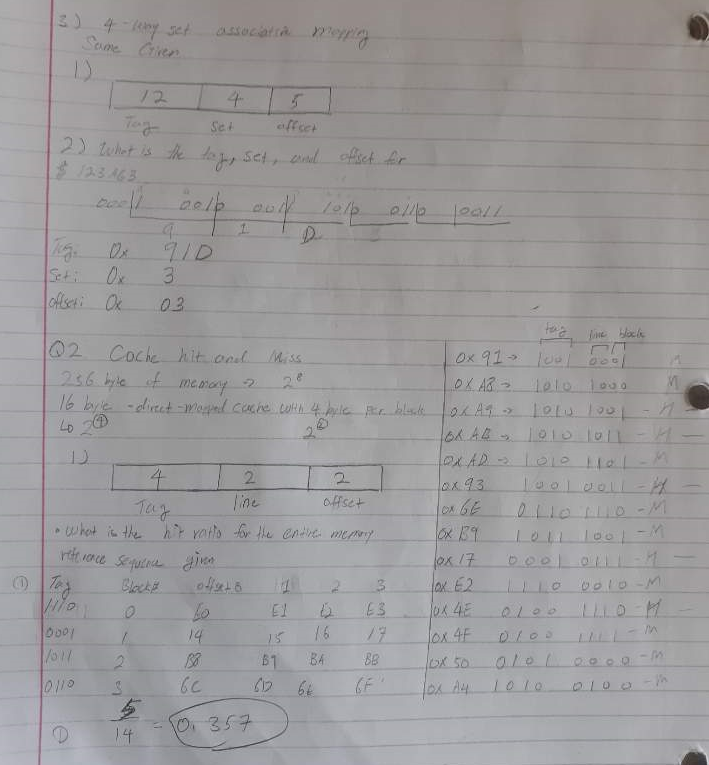 3) 4-way set associative mapping
Same Given
1)
12 4 5
Tag set offset
2) What is the tag, set, and offset for
$ 123A63
0001 0010 0011 1010 0110 0011
9 1 D 3
Tag: 0x 91D
Set: 0x 3
offset: 0x 03
Q2 Cache hit and Miss
256 byte of memory → 2⁸
16 byte -direct-mapped cache with 4 byte per block
↳ 2④ 2②
1)
4 2 2
Tag line offset
• what is the hit ratio for the entire memory
reference sequence given
① Tag Block# offset 0 1 2 3
1110 0 E0 E1 E2 E3
0001 1 14 15 16 17
1011 2 B8 B9 BA BB
0110 3 6C 6D 6E 6F
① 5/14 = 0.357
tag line block
0x 91 → 1001 0001 M
0x A8 → 1010 1000 M
0x A9 → 1010 1001 - H -
0x AB → 1010 1011 - H -
0x AD → 1010 1101 - M
0x 93 1001 0011 - H -
0x 6E 0110 1110 - M
0x B9 1011 1001 - M
0x 17 0001 0111 - H -
0x E2 1110 0010 - M
0x 4E 0100 1110 - H -
0x 4F 0100 1111 - M
0x 50 0101 0000 - M
0x A4 1010 0100 - M